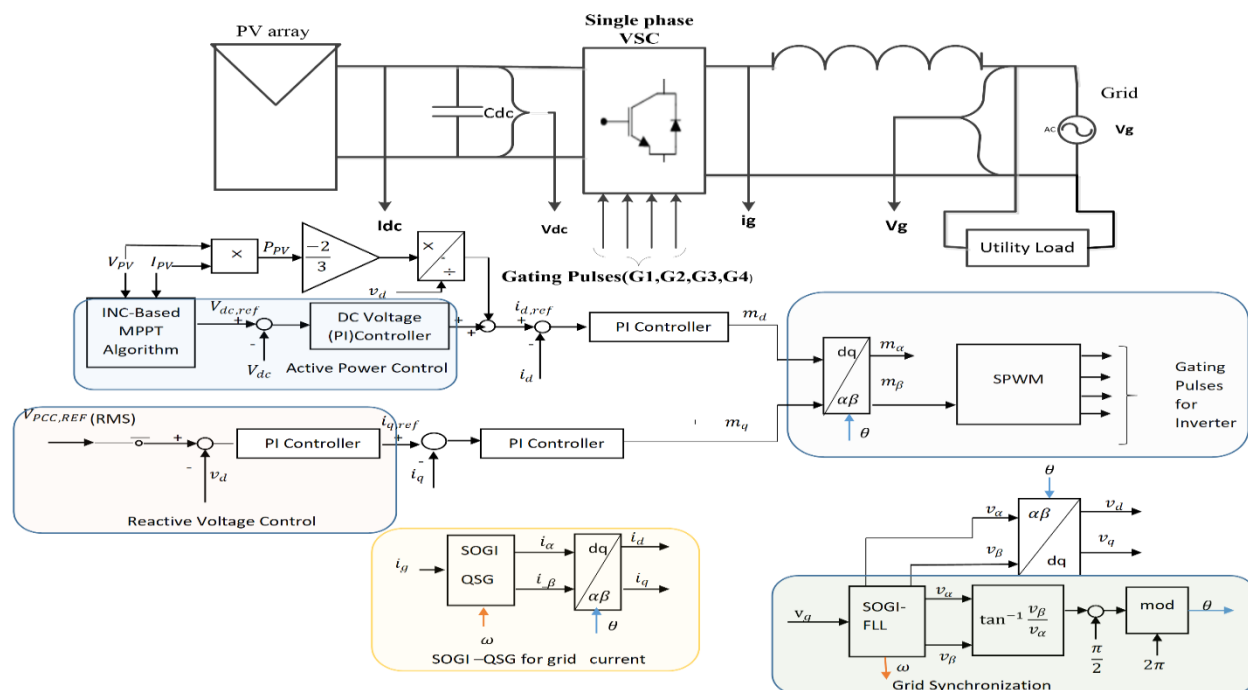 Single phase
VSC
PV array
Cdc
Grid
AC
Vg
Idc
Vdc
ig
Vg
Utility Load
Gating Pulses(G1,G2,G3,G4)
V_PV
I_PV
×
P_PV
−2
3
×
-
÷
v_d
INC-Based
MPPT
Algorithm
V_dc,ref
+
-
V_dc
DC Voltage
(PI)Controller
Active Power Control
+
+
i_d,ref
+
-
i_d
PI Controller
m_d
dq
αβ
θ
m_α
m_β
SPWM
Gating
Pulses
for
Inverter
V_PCC,REF (RMS)
+
-
v_d
PI Controller
Reactive Voltage Control
i_q,ref
+
-
i_q
PI Controller
m_q
i_g
SOGI
QSG
ω
i_α
i_β
dq
αβ
θ
i_d
i_q
SOGI –QSG for grid current
θ
v_α
v_β
αβ
dq
v_d
v_q
v_g
SOGI-
FLL
ω
v_α
v_β
tan⁻¹ v_β
v_α
π
2
mod
2π
θ
Grid Synchronization